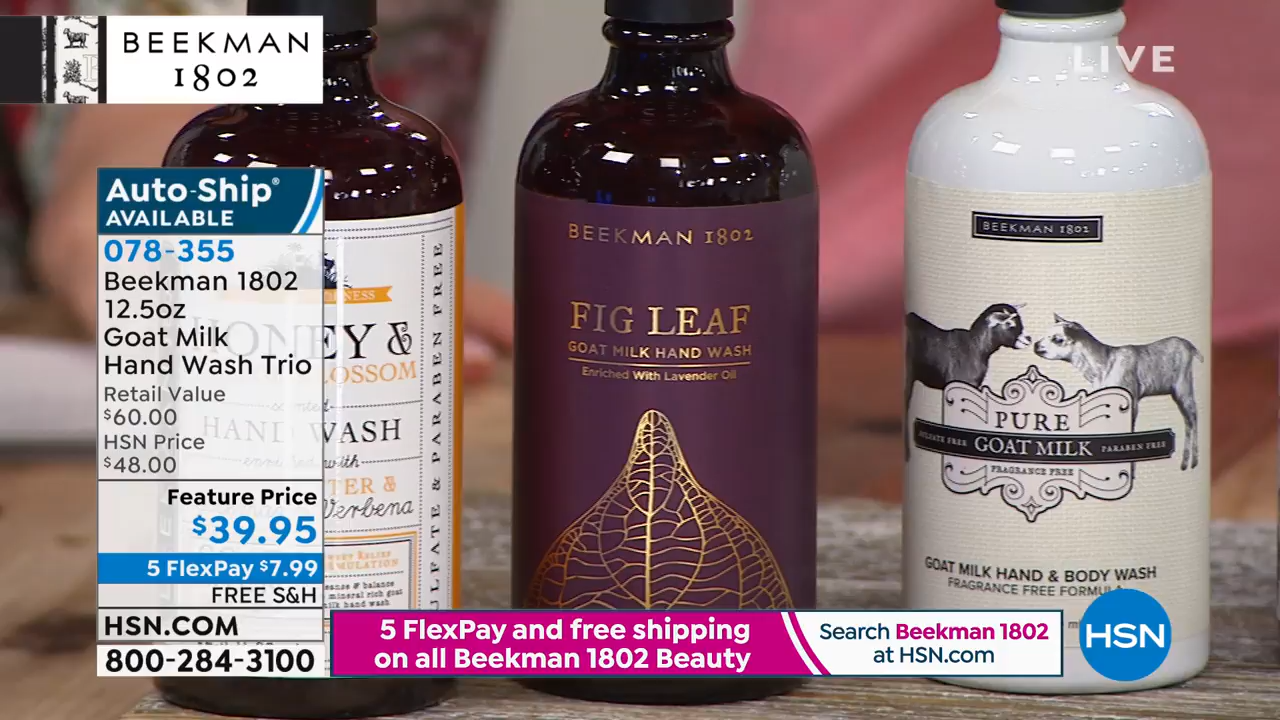 BEEKMAN
1802
LIVE
Auto-Ship®
AVAILABLE
078-355
Beekman 1802
12.5oz
Goat Milk
Hand Wash Trio
Retail Value
$60.00
HSN Price
$48.00
Feature Price
$39.95
5 FlexPay $7.99
FREE S&H
HSN.COM
800-284-3100
HONEY &
LOSSOM
HAND WASH
Verbena
PARABEN FREE
BEEKMAN 1802
FIG LEAF
GOAT MILK HAND WASH
Enriched With Lavender Oil
BEEKMAN 1802
PURE
SULFATE FREE GOAT MILK PARABEN FREE
FRAGRANCE FREE
GOAT MILK HAND & BODY WASH
FRAGRANCE FREE FORMULA
5 FlexPay and free shipping
on all Beekman 1802 Beauty
Search Beekman 1802
at HSN.com
HSN